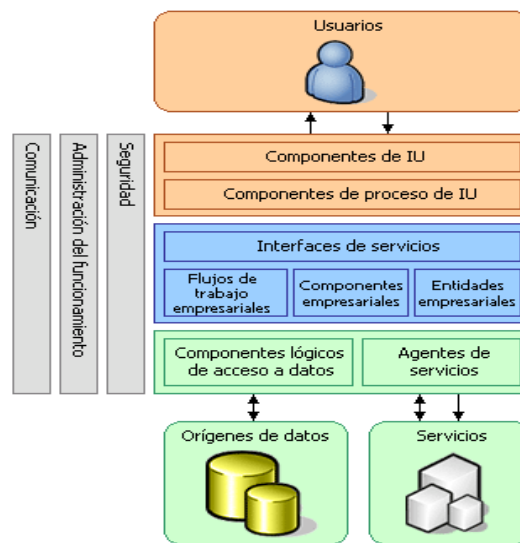 Usuarios
Comunicación
Administración del funcionamiento
Seguridad
Componentes de IU
Componentes de proceso de IU
Interfaces de servicios
Flujos de
trabajo
empresariales
Componentes
empresariales
Entidades
empresariales
Componentes lógicos
de acceso a datos
Agentes de
servicios
Orígenes de datos
Servicios